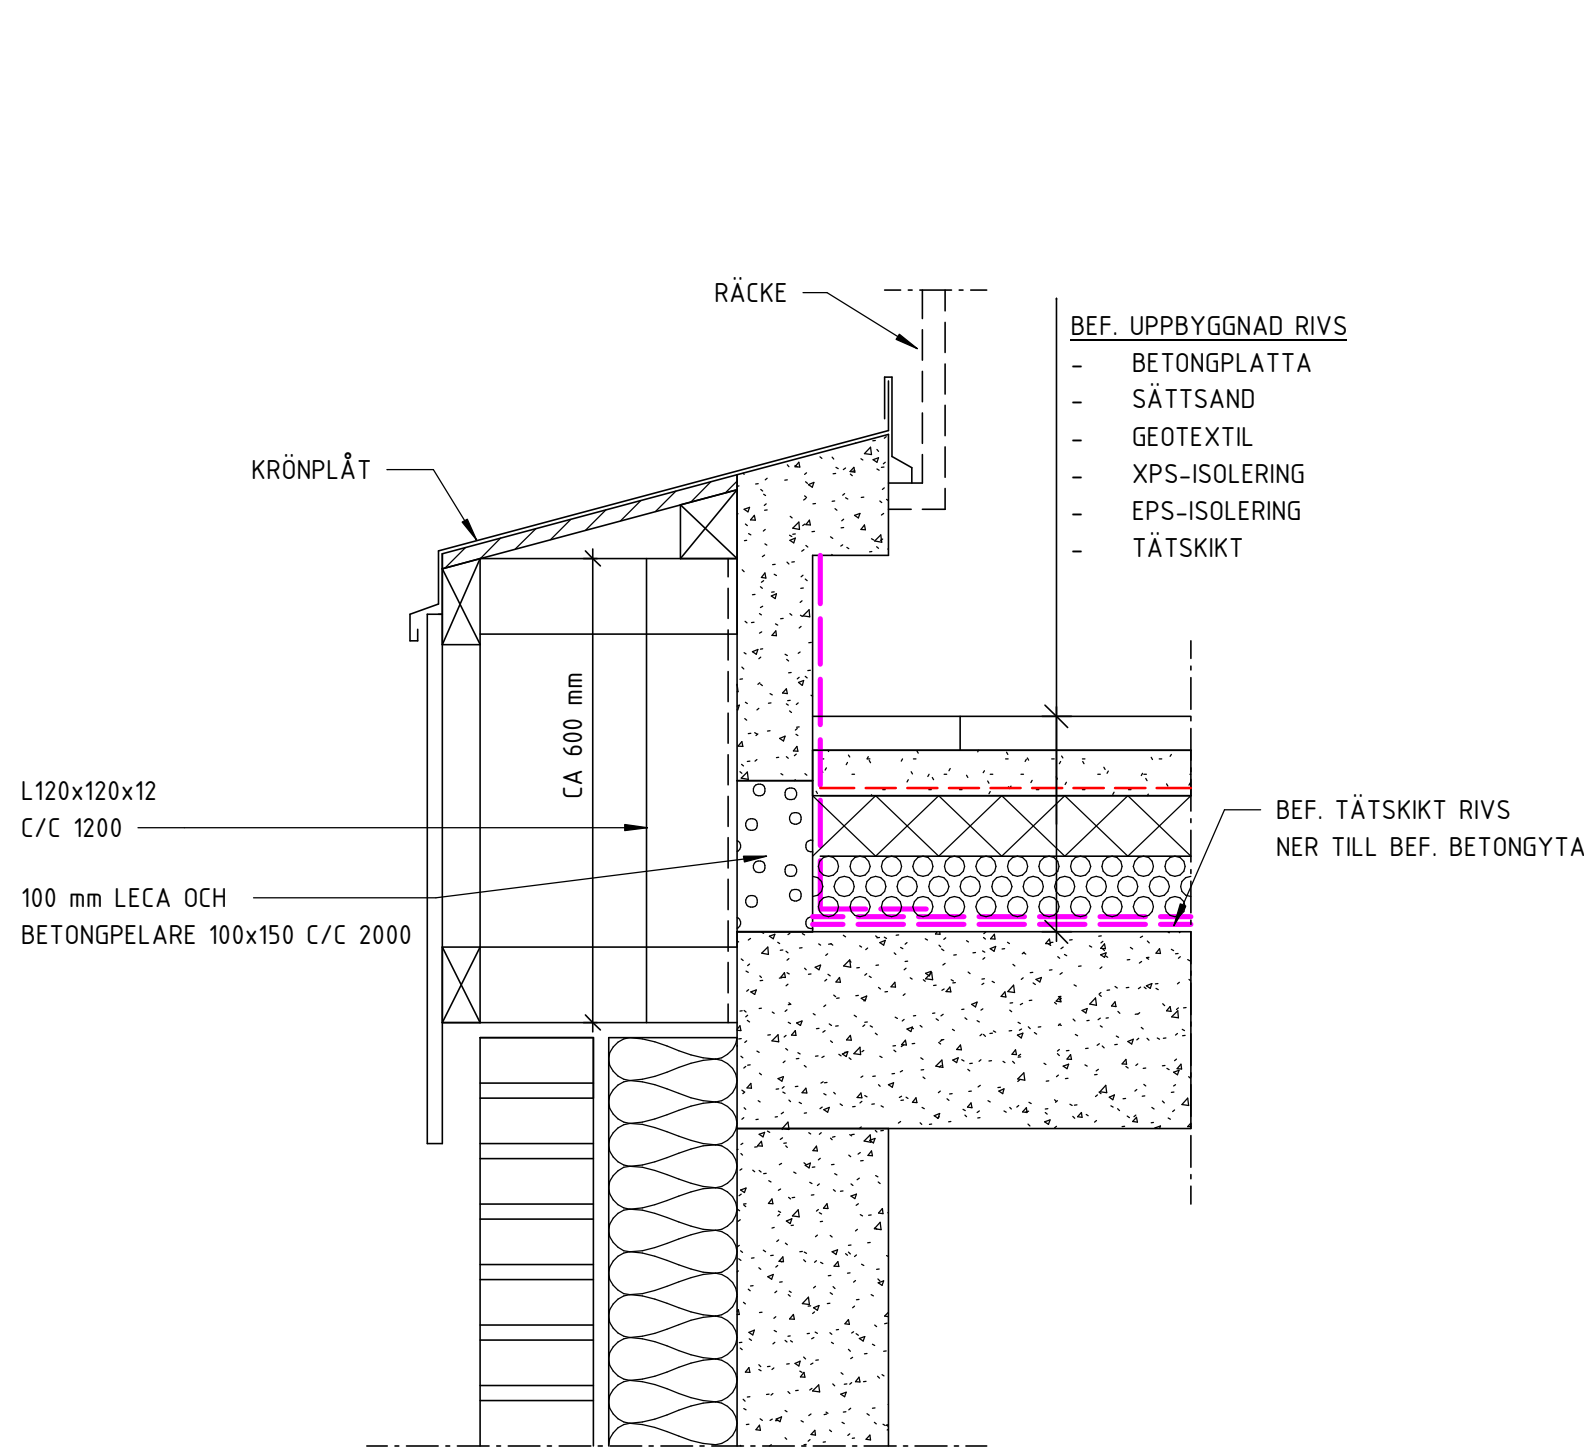 RÄCKE
BEF. UPPBYGGNAD RIVS
- BETONGPLATTA
- SÄTTSAND
- GEOTEXTIL
- XPS-ISOLERING
- EPS-ISOLERING
- TÄTSKIKT
KRÖNPLÅT
CA 600 mm
L120x120x12
C/C 1200
BEF. TÄTSKIKT RIVS
NER TILL BEF. BETONGYTA
100 mm LECA OCH
BETONGPELARE 100x150 C/C 2000